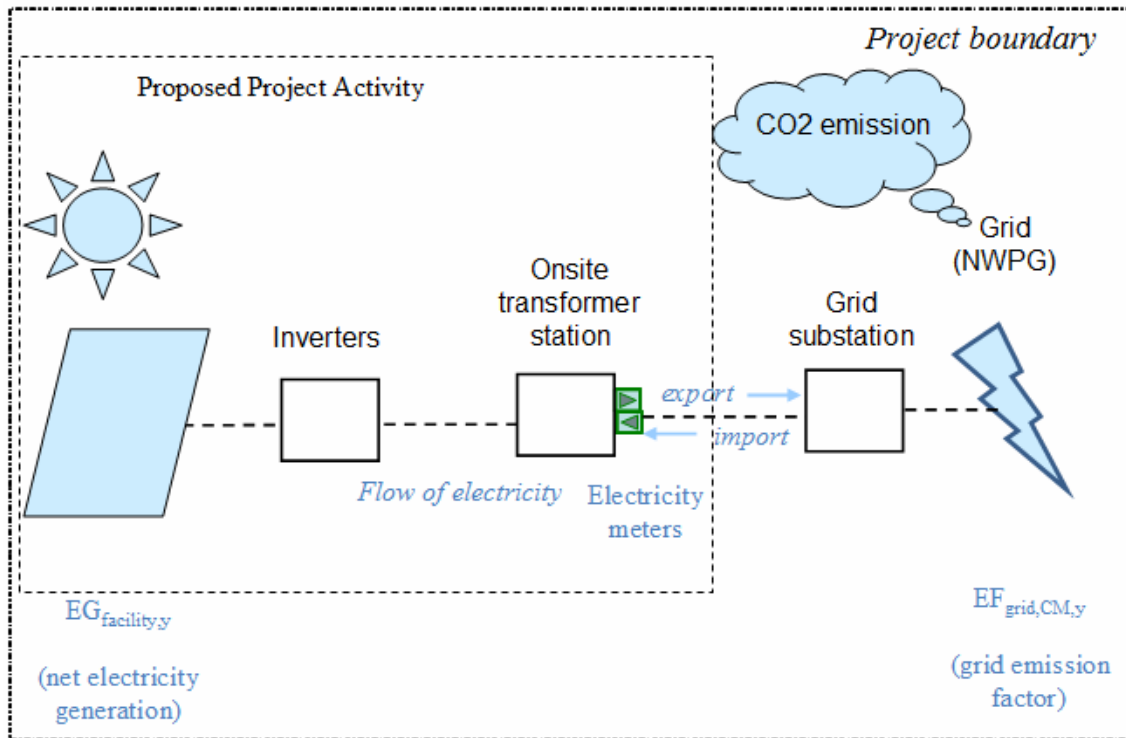 Project boundary
Proposed Project Activity
CO2 emission
Grid
(NWPG)
Onsite
transformer
station
Grid
substation
Inverters
export
import
Flow of electricity
Electricity
meters
EGfacility,y
(net electricity
generation)
EFgrid,CM,y
(grid emission
factor)